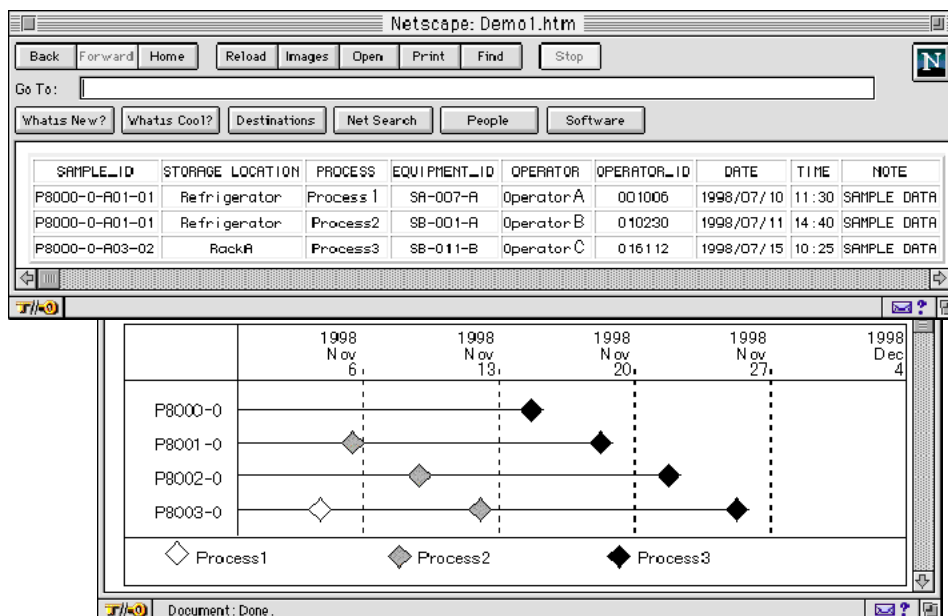 Netscape: Demo1.htm
Back Forward Home Reload Images Open Print Find Stop
N
Go To:
What's New? What's Cool? Destinations Net Search People Software
SAMPLE_ID STORAGE LOCATION PROCESS EQUIPMENT_ID OPERATOR OPERATOR_ID DATE TIME NOTE
P8000-0-A01-01 Refrigerator Process 1 SA-007-A Operator A 001006 1998/07/10 11:30 SAMPLE DATA
P8000-0-A01-01 Refrigerator Process2 SB-001-A Operator B 010230 1998/07/11 14:40 SAMPLE DATA
P8000-0-A03-02 RackA Process3 SB-011-B Operator C 016112 1998/07/15 10:25 SAMPLE DATA
1998 1998 1998 1998 1998
Nov Nov Nov Nov Dec
6 13 20 27 4
P8000-0
P8001-0
P8002-0
P8003-0
Process1 Process2 Process3
Document: Done.